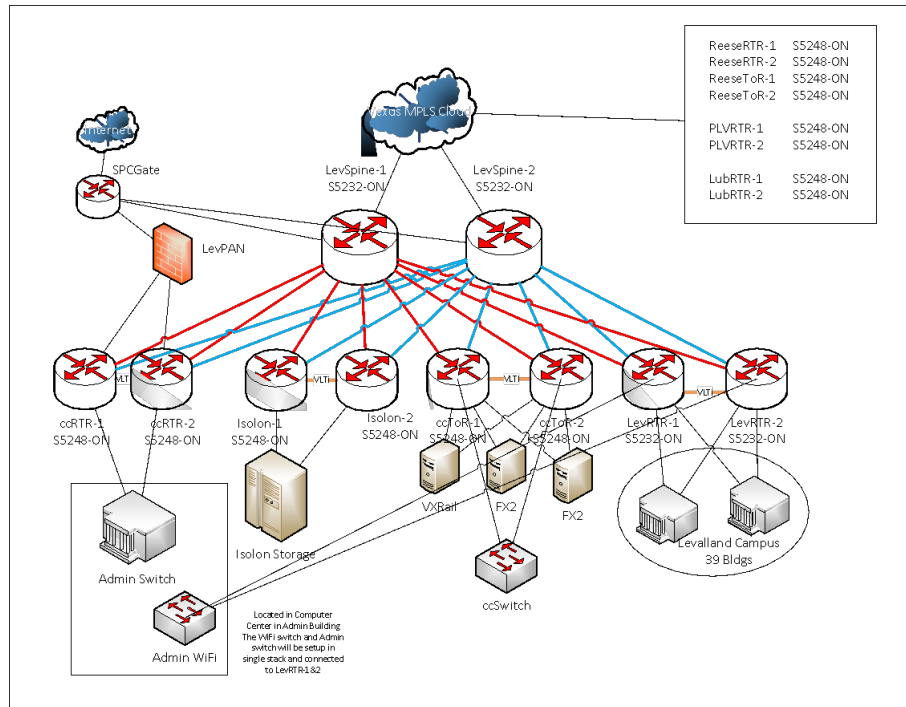 ReeseRTR-1 S5248-ON
ReeseRTR-2 S5248-ON
ReeseToR-1 S5248-ON
ReeseToR-2 S5248-ON
PLVRTR-1 S5248-ON
PLVRTR-2 S5248-ON
LubRTR-1 S5248-ON
LubRTR-2 S5248-ON
Vexas MPLS Cloud
Internet
SPCGate
LevSpine-1
S5232-ON
LevSpine-2
S5232-ON
LevPAN
VLTi
VLTi
VLTi
VLTi
ccRTR-1
S5248-ON
ccRTR-2
S5248-ON
Isolon-1
S5248-ON
Isolon-2
S5248-ON
ccToR-1
S5248-ON
ccToR-2
S5248-ON
LevRTR-1
S5232-ON
LevRTR-2
S5232-ON
VXRail
FX2
FX2
Isolon Storage
Levalland Campus
39 Bldgs
Admin Switch
ccSwitch
Admin WiFi
Located in Computer
Center in Admin Building
The WiFi switch and Admin
switch will be setup in
single stack and connected
to LevRTR-1&2